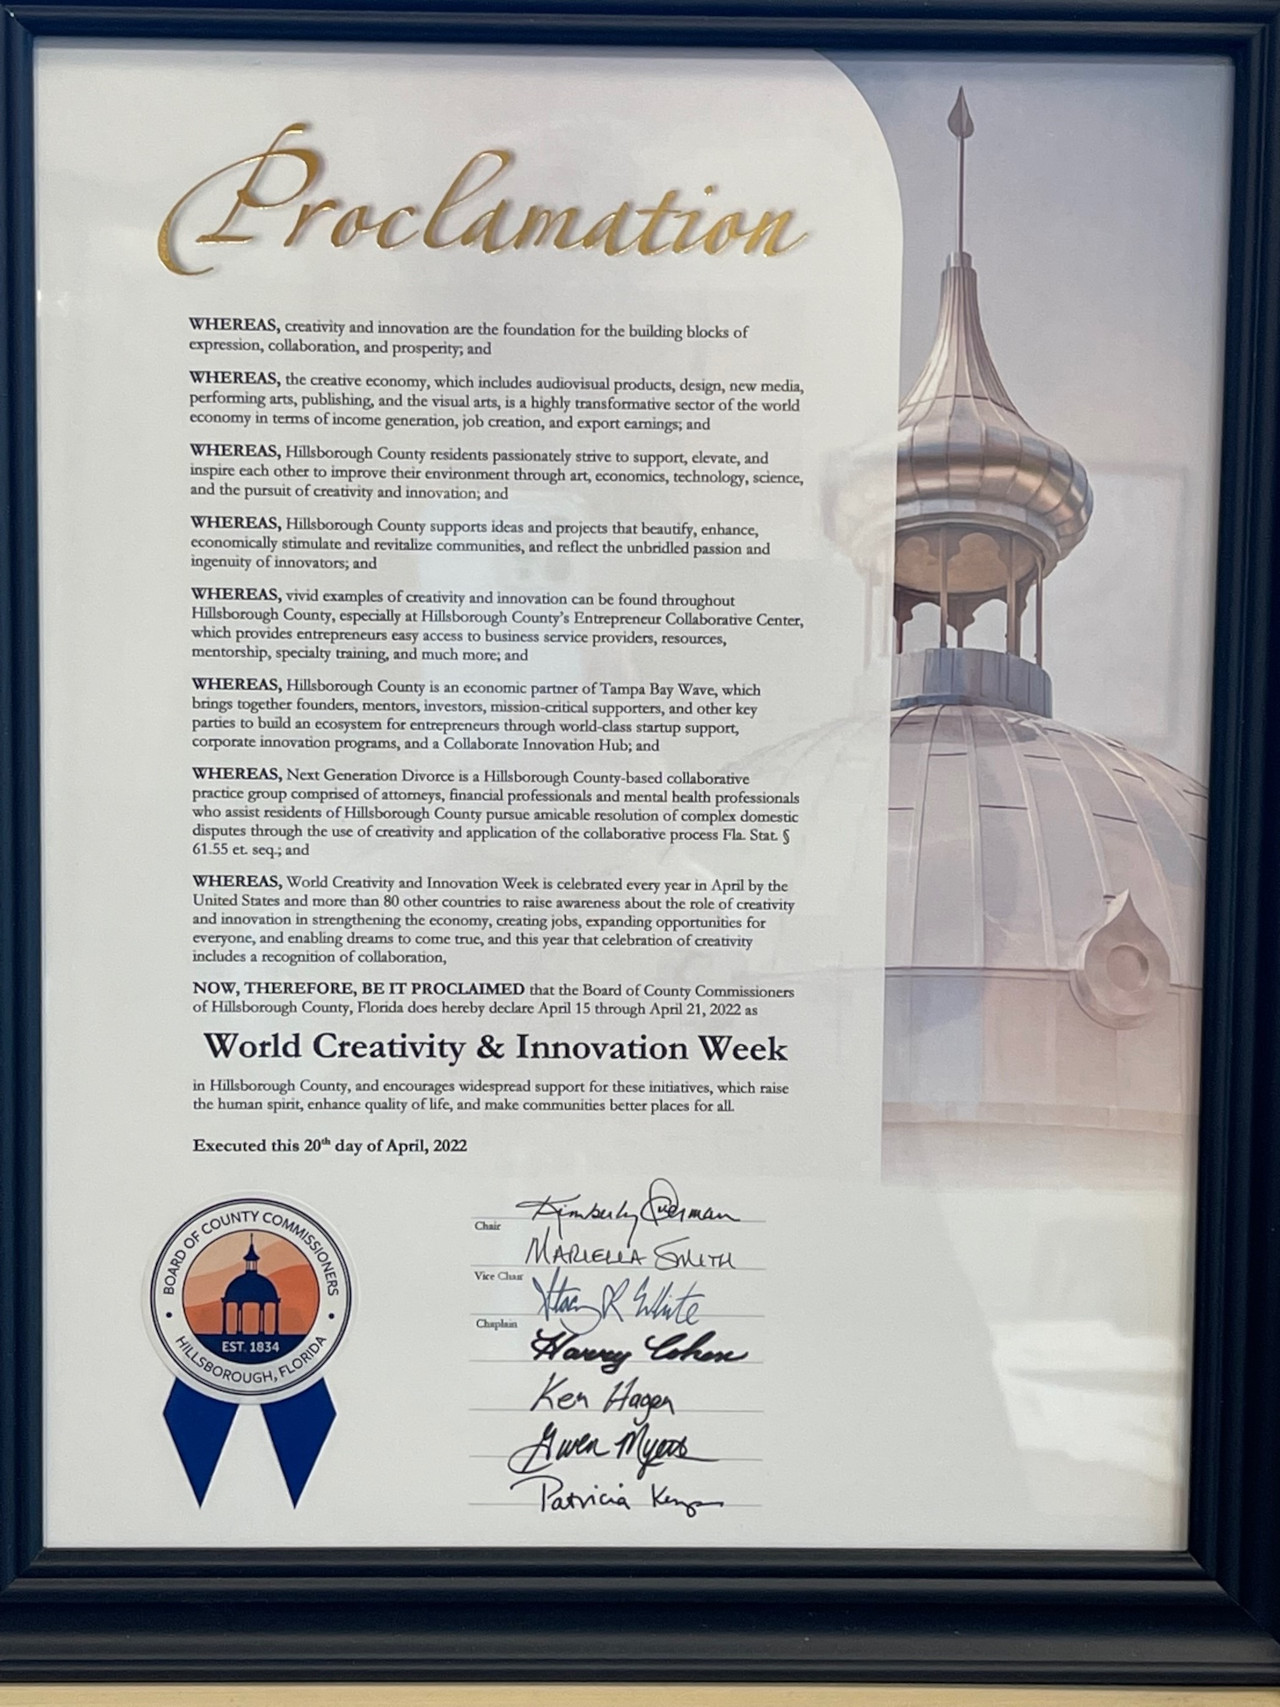 Proclamation
WHEREAS, creativity and innovation are the foundation for the building blocks of
expression, collaboration, and prosperity; and
WHEREAS, the creative economy, which includes audiovisual products, design, new media,
performing arts, publishing, and the visual arts, is a highly transformative sector of the world
economy in terms of income generation, job creation, and export earnings; and
WHEREAS, Hillsborough County residents passionately strive to support, elevate, and
inspire each other to improve their environment through art, economics, technology, science,
and the pursuit of creativity and innovation; and
WHEREAS, Hillsborough County supports ideas and projects that beautify, enhance,
economically stimulate and revitalize communities, and reflect the unbridled passion and
ingenuity of innovators; and
WHEREAS, vivid examples of creativity and innovation can be found throughout
Hillsborough County, especially at Hillsborough County's Entrepreneur Collaborative Center,
which provides entrepreneurs easy access to business service providers, resources,
mentorship, specialty training, and much more; and
WHEREAS, Hillsborough County is an economic partner of Tampa Bay Wave, which
brings together founders, mentors, investors, mission-critical supporters, and other key
parties to build an ecosystem for entrepreneurs through world-class startup support,
corporate innovation programs, and a Collaborate Innovation Hub; and
WHEREAS, Next Generation Divorce is a Hillsborough County-based collaborative
practice group comprised of attorneys, financial professionals and mental health professionals
who assist residents of Hillsborough County pursue amicable resolution of complex domestic
disputes through the use of creativity and application of the collaborative process Fla. Stat. §
61.55 et. seq.; and
WHEREAS, World Creativity and Innovation Week is celebrated every year in April by the
United States and more than 80 other countries to raise awareness about the role of creativity
and innovation in strengthening the economy, creating jobs, expanding opportunities for
everyone, and enabling dreams to come true, and this year that celebration of creativity
includes a recognition of collaboration,
NOW, THEREFORE, BE IT PROCLAIMED that the Board of County Commissioners
of Hillsborough County, Florida does hereby declare April 15 through April 21, 2022 as
World Creativity & Innovation Week
in Hillsborough County, and encourages widespread support for these initiatives, which raise
the human spirit, enhance quality of life, and make communities better places for all.
Executed this 20th day of April, 2022
BOARD OF COUNTY COMMISSIONERS
EST. 1834
HILLSBOROUGH, FLORIDA
Kimberly Overman
Chair
MARIELLA SMITH
Vice Chair
Stacy R White
Chaplain
Harry Cohen
Ken Hagen
Gwen Myers
Patricia Kemp